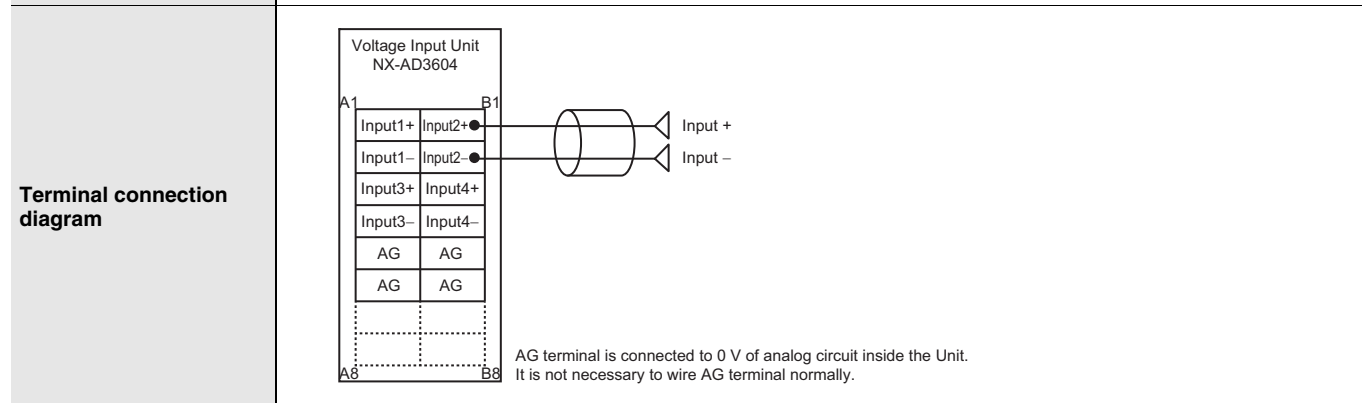 Terminal connection
diagram
Voltage Input Unit
NX-AD3604
A1 B1
Input1+ Input2+ Input +
Input1– Input2– Input –
Input3+ Input4+
Input3– Input4–
AG AG
AG AG
A8 B8
AG terminal is connected to 0 V of analog circuit inside the Unit.
It is not necessary to wire AG terminal normally.